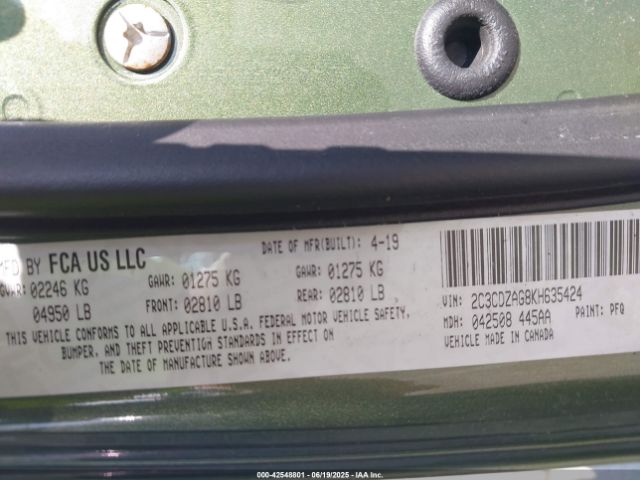 MFD BY FCA US LLC
DATE OF MFR(BUILT): 4-19
GVWR: 02246 KG
04950 LB
GAWR: 01275 KG
FRONT: 02810 LB
GAWR: 01275 KG
REAR: 02810 LB
THIS VEHICLE CONFORMS TO ALL APPLICABLE U.S.A. FEDERAL MOTOR VEHICLE SAFETY,
BUMPER, AND THEFT PREVENTION STANDARDS IN EFFECT ON
THE DATE OF MANUFACTURE SHOWN ABOVE.
VIN: 2C3CDZAG8KH635424
MDH: 042508 445AA PAINT: PFQ
VEHICLE MADE IN CANADA
000-42548801 - 06/19/2025 - IAA Inc.